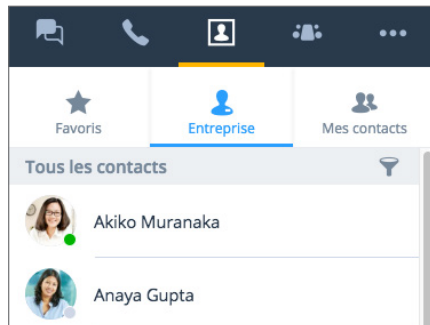 Favoris
Entreprise
Mes contacts
Tous les contacts
Akiko Muranaka
Anaya Gupta